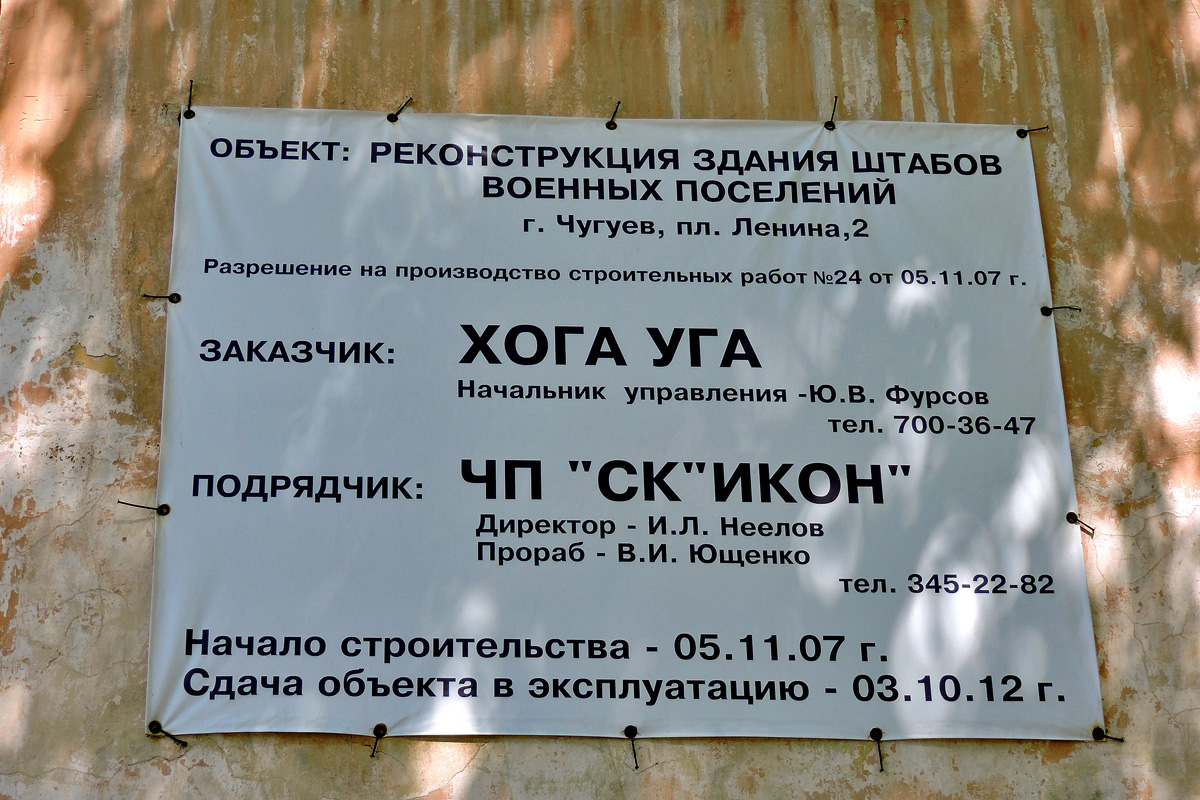 ОБЪЕКТ: РЕКОНСТРУКЦИЯ ЗДАНИЯ ШТАБОВ
ВОЕННЫХ ПОСЕЛЕНИЙ
г. Чугуев, пл. Ленина,2
Разрешение на производство строительных работ №24 от 05.11.07 г.
ЗАКАЗЧИК: ХОГА УГА
Начальник управления -Ю.В. Фурсов
тел. 700-36-47
ПОДРЯДЧИК: ЧП "СК"ИКОН"
Директор - И.Л. Неелов
Прораб - В.И. Ющенко
тел. 345-22-82
Начало строительства - 05.11.07 г.
Сдача объекта в эксплуатацию - 03.10.12 г.